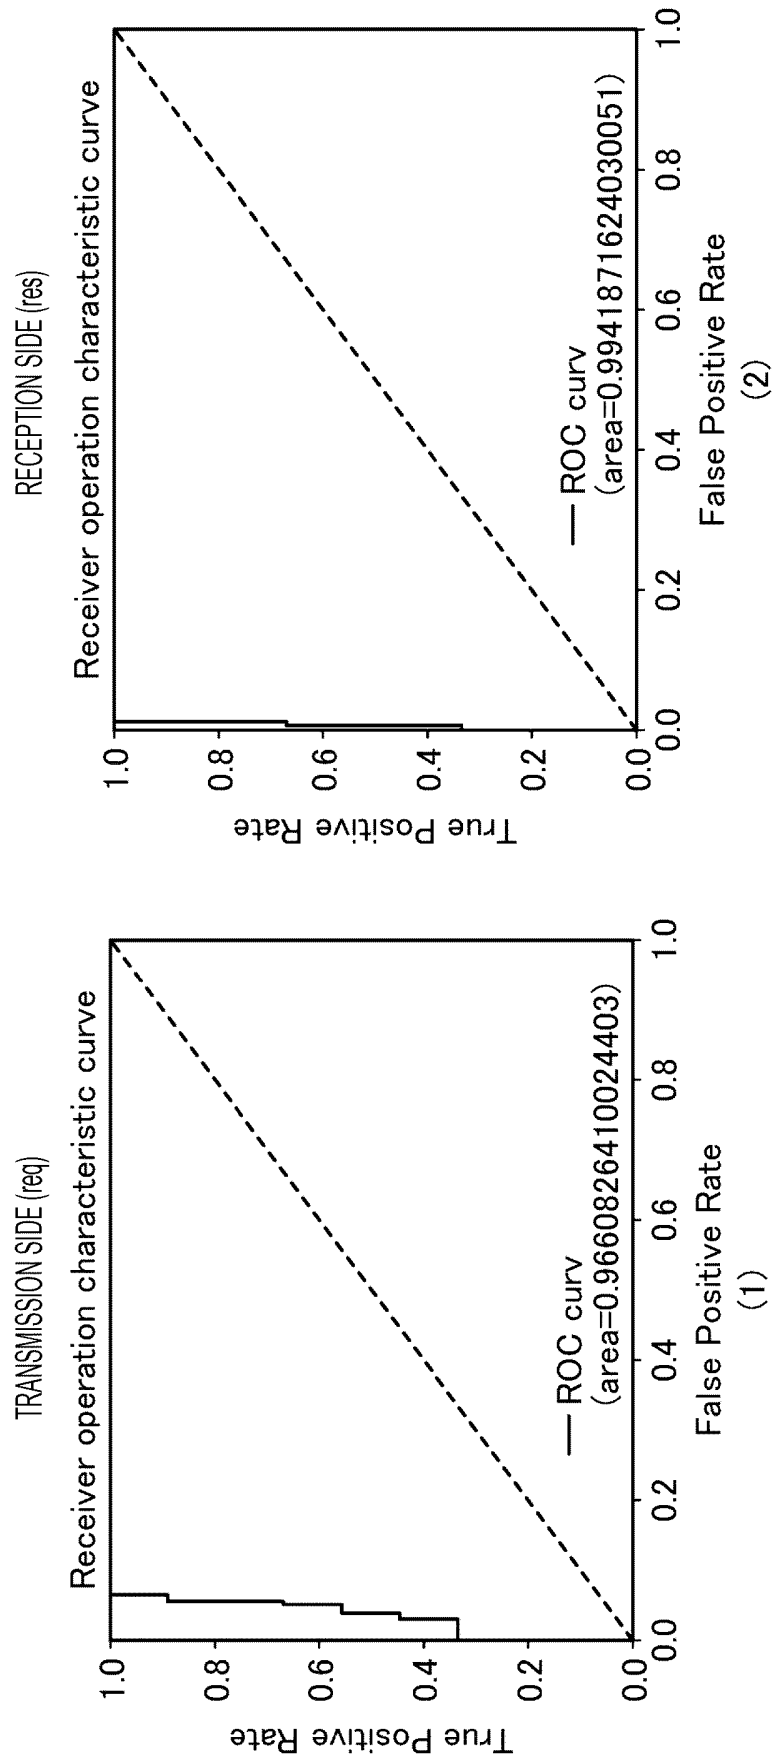 TRANSMISSION SIDE (req)
Receiver operation characteristic curve
True Positive Rate
1.0
0.8
0.6
0.4
0.2
0.0
0.0
0.2
0.4
0.6
0.8
1.0
ROC curv
(area=0.9660826410024403)
False Positive Rate
(1)
RECEPTION SIDE (res)
Receiver operation characteristic curve
True Positive Rate
1.0
0.8
0.6
0.4
0.2
0.0
0.0
0.2
0.4
0.6
0.8
1.0
ROC curv
(area=0.9941871624030051)
False Positive Rate
(2)